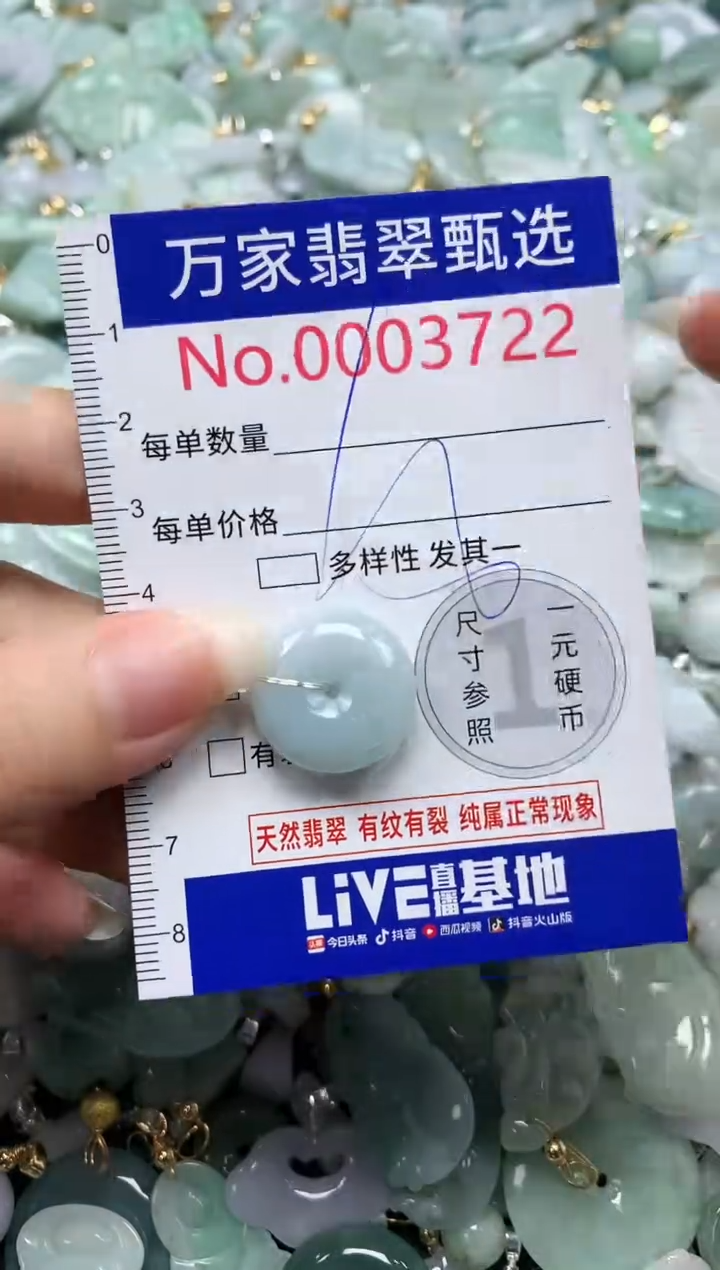 万家翡翠甄选
No.0003722
0
1
2
3
4
7
8
每单数量
每单价格
多样性 发其一
尺寸参照
1
一元硬币
有
天然翡翠 有纹有裂 纯属正常现象
LiVE直播基地
今日头条 抖音 西瓜视频 抖音火山版